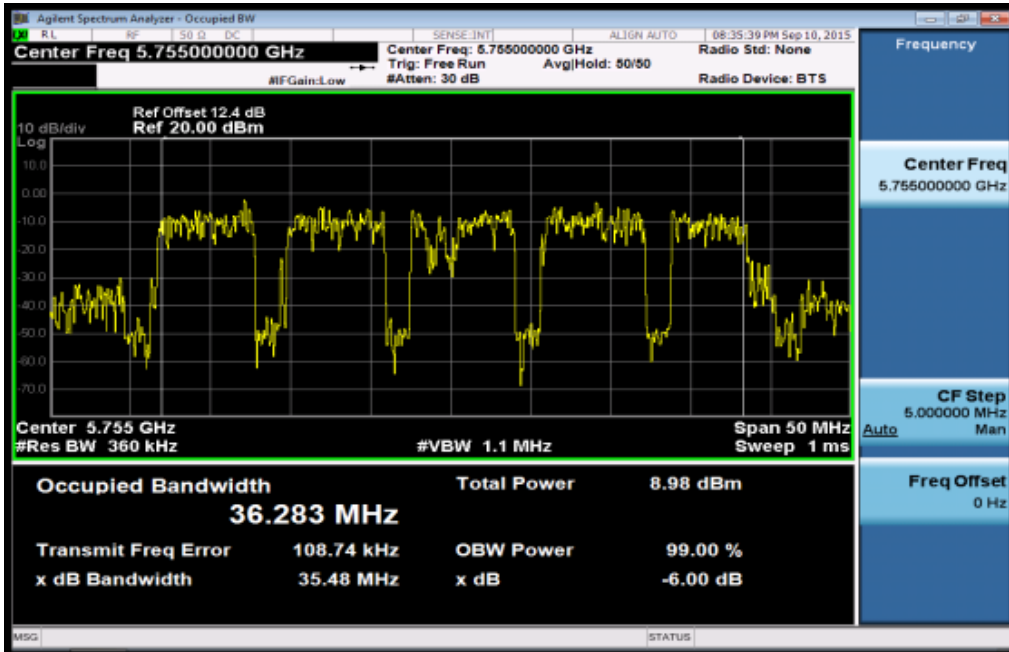 Agilent Spectrum Analyzer - Occupied BW
RL RF 50 Ω DC SENSE:INT ALIGN AUTO 08:35:39 PM Sep 10, 2015
Center Freq 5.755000000 GHz
Center Freq: 5.755000000 GHz
Radio Std: None
Trig: Free Run Avg|Hold: 50/50
#IFGain:Low
#Atten: 30 dB
Radio Device: BTS
Frequency
Ref Offset 12.4 dB
10 dB/div Ref 20.00 dBm
Log
10.0
0.00
-10.0
-20.0
-30.0
-40.0
-50.0
-60.0
-70.0
Center Freq
5.755000000 GHz
Center 5.755 GHz Span 50 MHz
#Res BW 360 kHz #VBW 1.1 MHz Sweep 1 ms
CF Step
5.000000 MHz
Auto Man
Occupied Bandwidth Total Power 8.98 dBm
36.283 MHz
Transmit Freq Error 108.74 kHz OBW Power 99.00 %
x dB Bandwidth 35.48 MHz x dB -6.00 dB
Freq Offset
0 Hz
MSG STATUS